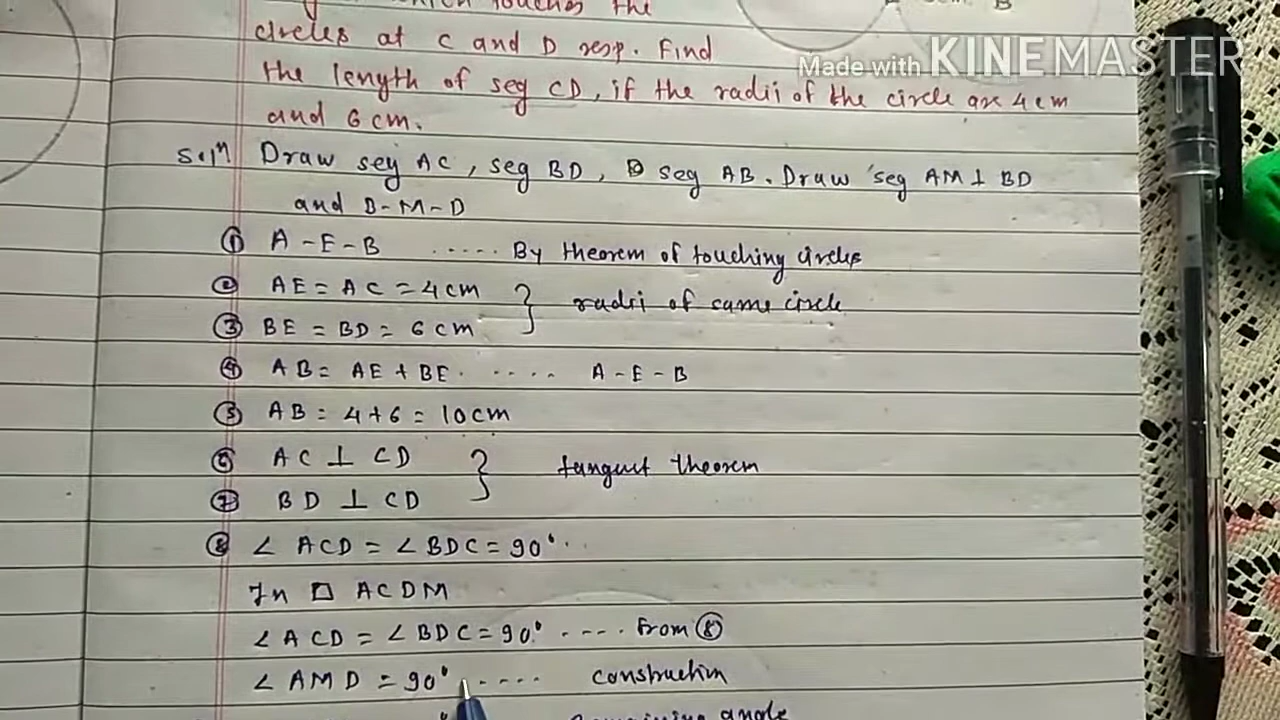 touches the
B
circles at C and D resp. Find
Made with KINEMASTER
the length of seg CD, if the radii of the circle are 4 cm
and 6 cm.
Soln Draw seg AC, seg BD, seg AB. Draw seg AM ⊥ BD
and B-M-D
① A-E-B ..... By theorem of touching circles
② AE = AC = 4 cm } radii of same circle
③ BE = BD = 6 cm
④ AB = AE + BE ..... A-E-B
⑤ AB = 4+6 = 10 cm
⑥ AC ⊥ CD } tangent theorem
⑦ BD ⊥ CD
⑧ ∠ ACD = ∠ BDC = 90°.
In □ ACDM
∠ ACD = ∠ BDC = 90° .... from ⑧
∠ AMD = 90° ..... construction
Remaining angle